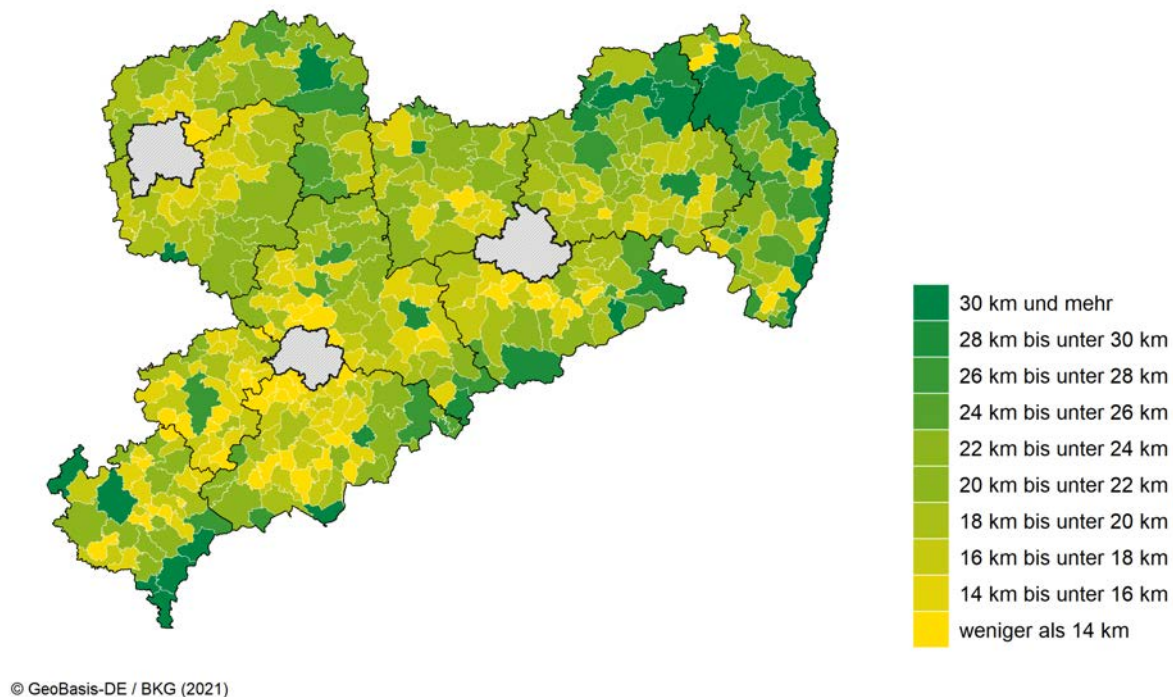 30 km und mehr
28 km bis unter 30 km
26 km bis unter 28 km
24 km bis unter 26 km
22 km bis unter 24 km
20 km bis unter 22 km
18 km bis unter 20 km
16 km bis unter 18 km
14 km bis unter 16 km
weniger als 14 km
© GeoBasis-DE / BKG (2021)